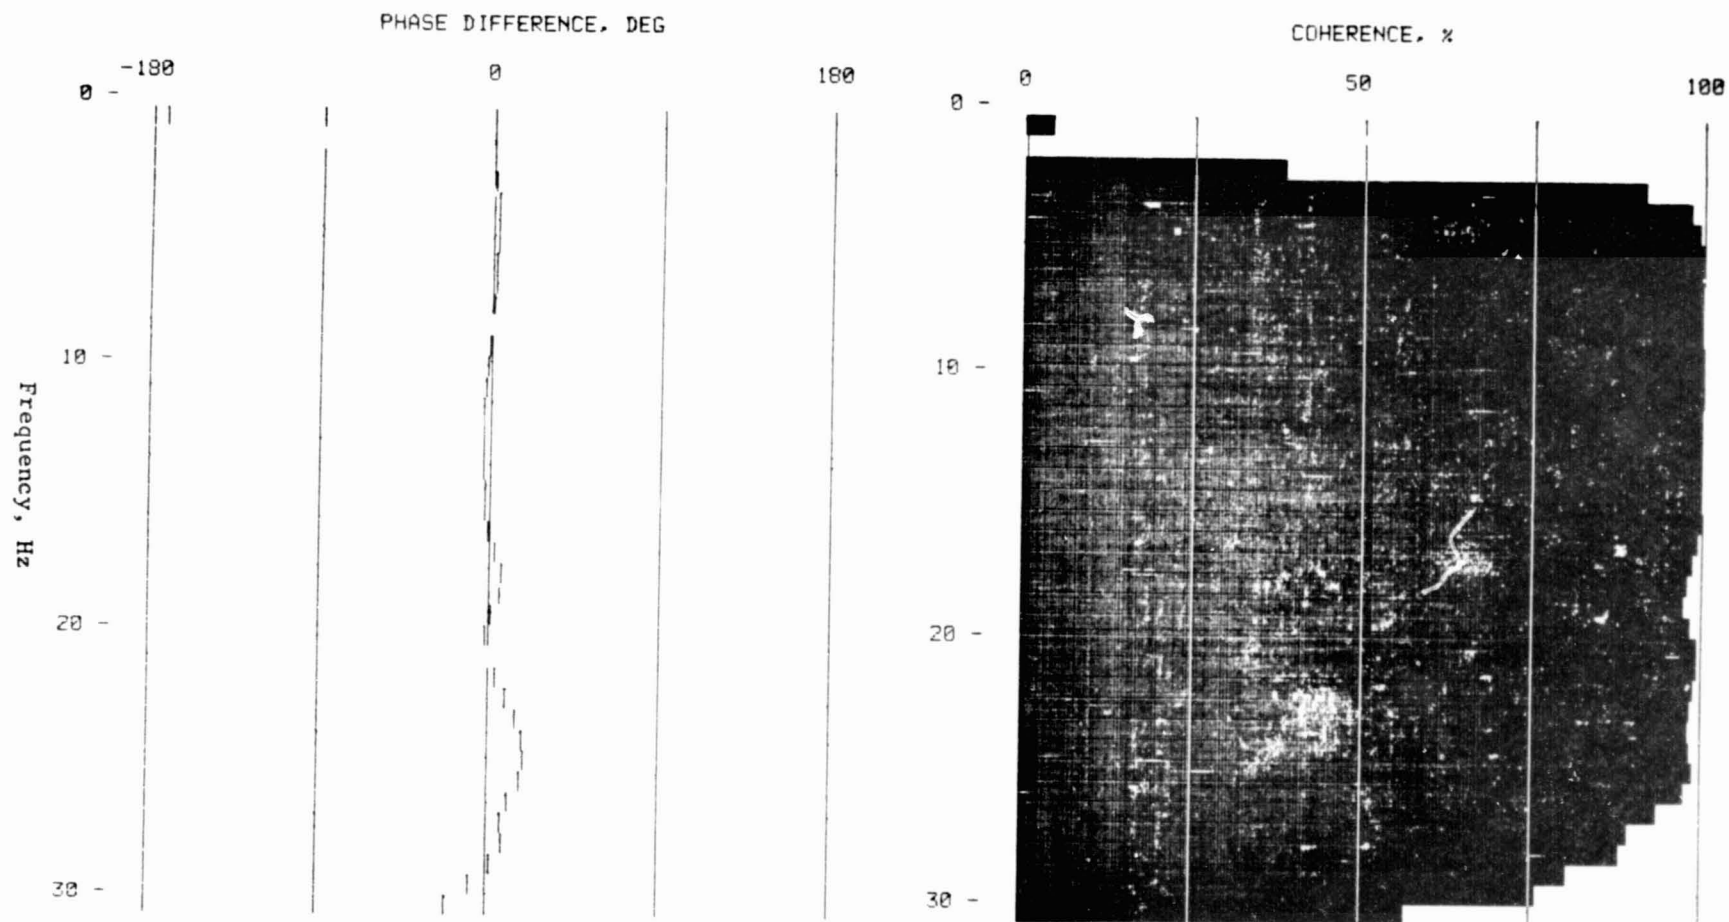 PHASE DIFFERENCE, DEG
-180 0 180
0 -
10 -
20 -
30 -
Frequency, Hz
COHERENCE, %
0 50 100
0 -
10 -
20 -
30 -